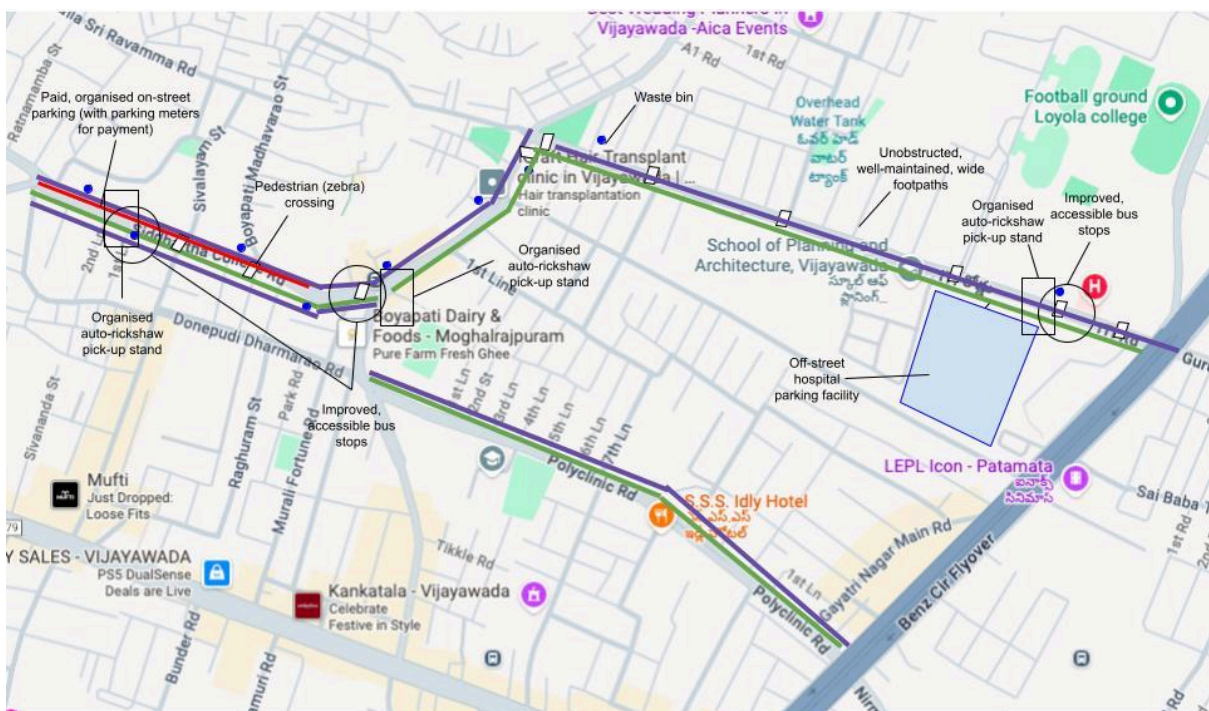 Vijayawada -Aica Events
Sri Ravamma Rd
Ratnamamba St
Paid, organised on-street
parking (with parking meters
for payment)
Sivalayam St
Boyapati Madhavarao St
A1 Rd
1st Rd
Waste bin
Overhead
Water Tank
ఓవర్ హెడ్
వాటర్
ట్యాంక్
Football ground
Loyola college
Hair Transplant
clinic in Vijayawada | ...
Hair transplantation
clinic
Unobstructed,
well-maintained, wide
footpaths
Pedestrian (zebra)
crossing
Organised
auto-rickshaw
pick-up stand
Improved,
accessible bus
stops
School of Planning and
Architecture, Vijayawada
స్కూల్ ఆఫ్
ప్లానింగ్...
2nd
Organised
auto-rickshaw
pick-up stand
1st Line
H
ITI Rd
Organised
auto-rickshaw
pick-up stand
Donepudi Dharmarao Rd
Boyapati Dairy &
Foods - Moghalrajpuram
Pure Farm Fresh Ghee
Off-street
hospital
parking facility
Improved,
accessible bus
stops
Sivananda St
Raghuram St
Park Rd
Murali Fortune Rd
1st Ln
2nd St
3rd Ln
4th Ln
5th Ln
6th Ln
7th Ln
Polyclinic Rd
LEPL Icon - Patamata
ఐనాక్స్
సినిమాస్
Sai Baba
Mufti
Just Dropped:
Loose Fits
S.S.S. Idly Hotel
1st Rd
Gayatri Nagar Main Rd
Tikkle Rd
79
Y SALES - VIJAYAWADA
PS5 DualSense
Deals are Live
Kankatala - Vijayawada
Celebrate
Festive in Style
1st Ln
Benz Cir Flyover
Polyclinic Rd
Bunder Rd